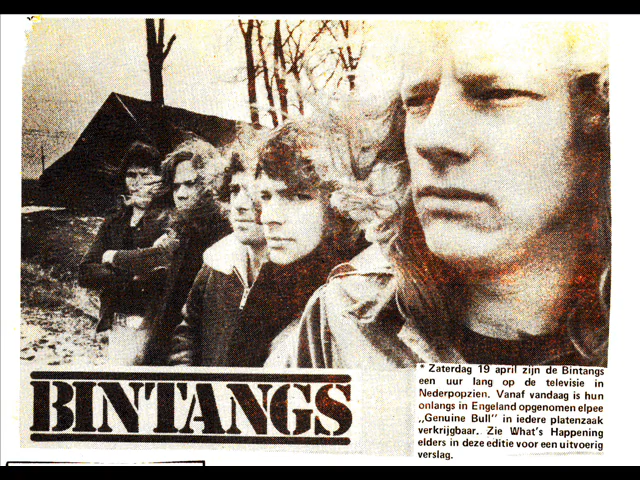 BINTANGS
* Zaterdag 19 april zijn de Bintangs
een uur lang op de televisie in
Nederpopzien. Vanaf vandaag is hun
onlangs in Engeland opgenomen elpee
„Genuine Bull” in iedere platenzaak
verkrijgbaar. Zie What's Happening
elders in deze editie voor een uitvoerig
verslag.